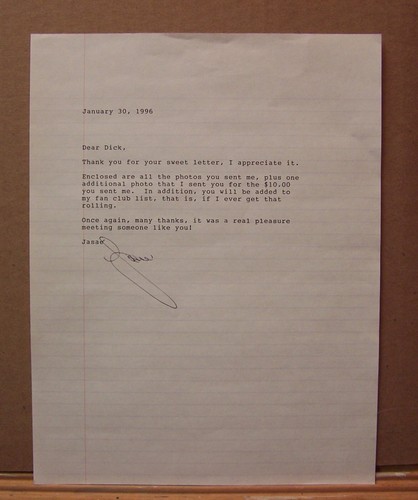 January 30, 1996
Dear Dick,
Thank you for your sweet letter, I appreciate it.
Enclosed are all the photos you sent me, plus one
additional photo that I sent you for the $10.00
you sent me. In addition, you will be added to
my fan club list, that is, if I ever get that
rolling.
Once again, many thanks, it was a real pleasure
meeting someone like you!